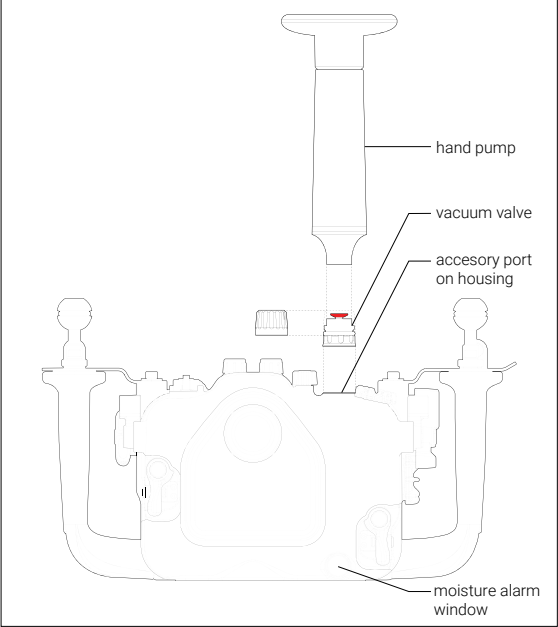 hand pump
vacuum valve
accesory port
on housing
moisture alarm
window